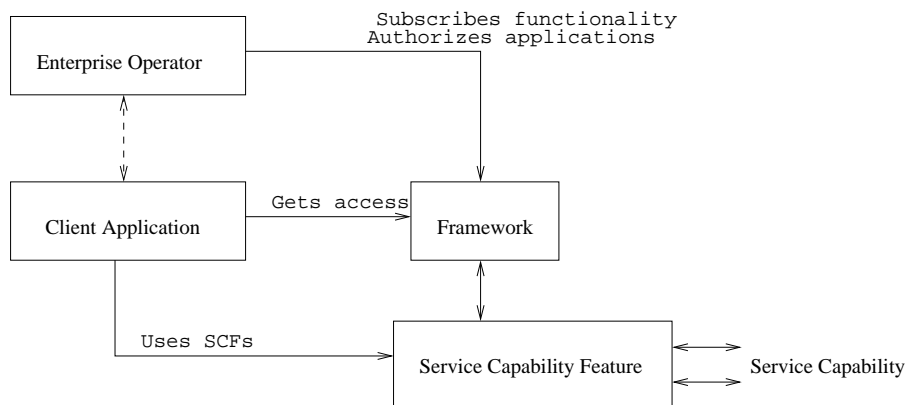 Subscribes functionality
Authorizes applications
Enterprise Operator
Gets access
Client Application
Framework
Uses SCFs
Service Capability Feature
Service Capability